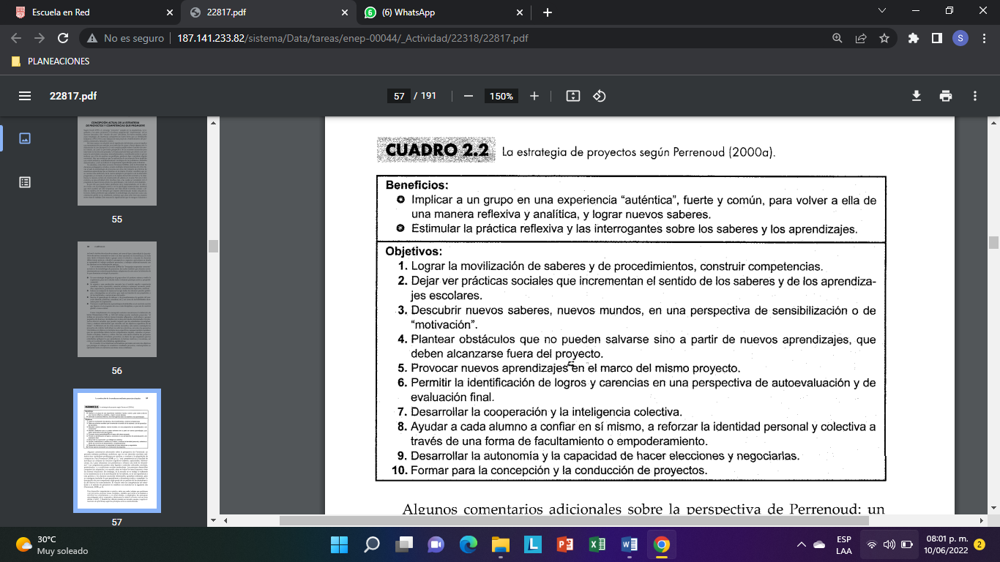 Escuela en Red
22817.pdf
(6) WhatsApp
No es seguro
187.141.233.82/sistema/Data/tareas/enep-00044/_Actividad/22318/22817.pdf
S
PLANEACIONES
22817.pdf
57 / 191
150%
CONCEPCIÓN ACTUAL DE LA ESTRATEGIA
DE PROYECTOS Y COMPETENCIAS QUE PROMUEVE
55
56
57
CUADRO 2.2 La estrategia de proyectos según Perrenoud (2000a).
Beneficios:
Implicar a un grupo en una experiencia “auténtica”, fuerte y común, para volver a ella de
una manera reflexiva y analítica, y lograr nuevos saberes.
Estimular la práctica reflexiva y las interrogantes sobre los saberes y los aprendizajes.
Objetivos:
1. Lograr la movilización de saberes y de procedimientos, construir competencias.
2. Dejar ver prácticas sociales que incrementan el sentido de los saberes y de los aprendiza-
jes escolares.
3. Descubrir nuevos saberes, nuevos mundos, en una perspectiva de sensibilización o de
“motivación”.
4. Plantear obstáculos que no pueden salvarse sino a partir de nuevos aprendizajes, que
deben alcanzarse fuera del proyecto.
5. Provocar nuevos aprendizajes en el marco del mismo proyecto.
6. Permitir la identificación de logros y carencias en una perspectiva de autoevaluación y de
evaluación final.
7. Desarrollar la cooperación y la inteligencia colectiva.
8. Ayudar a cada alumno a confiar en sí mismo, a reforzar la identidad personal y colectiva a
través de una forma de facultamiento o empoderamiento.
9. Desarrollar la autonomía y la capacidad de hacer elecciones y negociarlas.
10. Formar para la concepción y la conducción de proyectos.
Algunos comentarios adicionales sobre la perspectiva de Perrenoud: un
30°C
Muy soleado
ESP
LAA
08:01 p. m.
10/06/2022
2